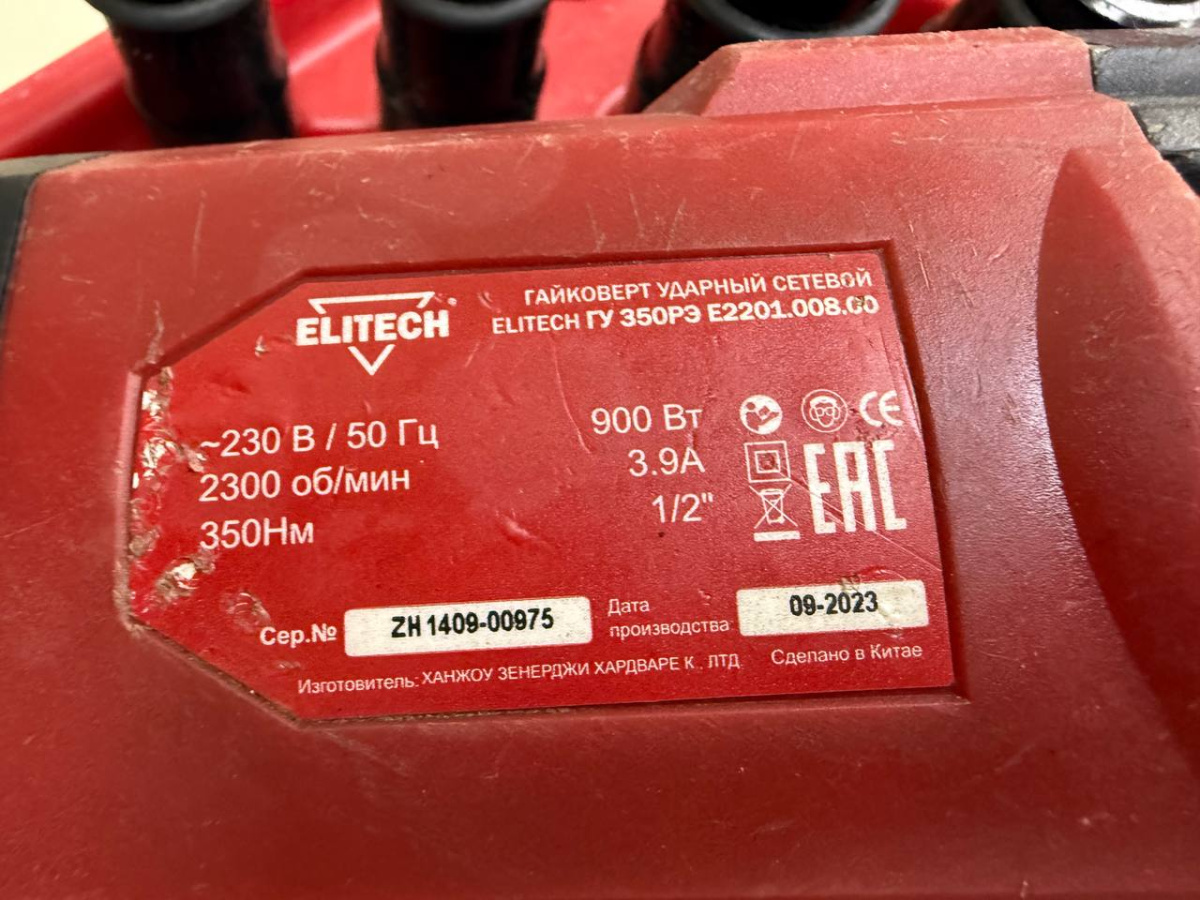 ELITECH
ГАЙКОВЕРТ УДАРНЫЙ СЕТЕВОЙ
ELITECH ГУ 350РЭ E2201.008.00
~230 В / 50 Гц
900 Вт
2300 об/мин
3.9А
350Нм
1/2"
CE
EAC
Сер.№ ZH 1409-00975
Дата производства 09-2023
Изготовитель: ХАНЖОУ ЗЕНЕРДЖИ ХАРДВАРЕ К. ЛТД
Сделано в Китае